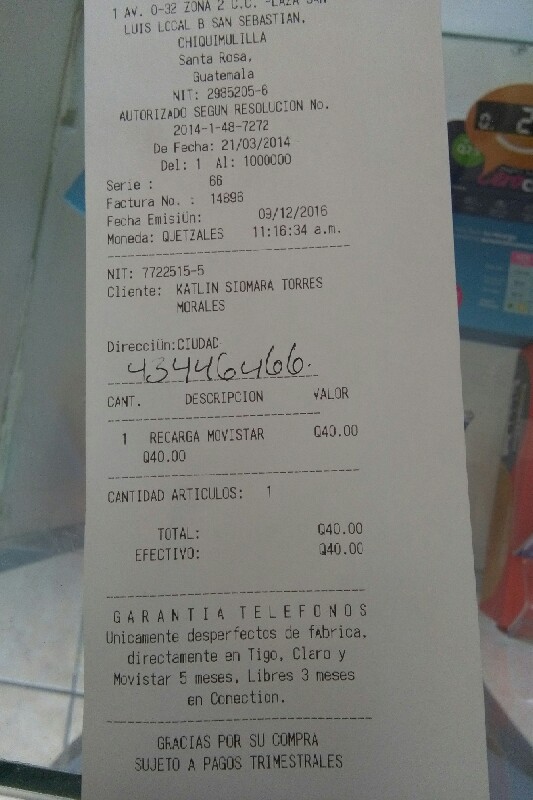 1 AV. 0-32 ZONA 2 C.C.
LUIS LOCAL B SAN SEBASTIAN,
CHIQUIMULILLA
Santa Rosa,
Guatemala
NIT: 2985205-6
AUTORIZADO SEGUN RESOLUCION No.
2014-1-48-7272
De Fecha: 21/03/2014
Del: 1 Al: 1000000
Serie : 66
Factura No. : 14896
Fecha Emisiün: 09/12/2016
Moneda: QUETZALES 11:16:34 a.m.
NIT: 7722515-5
Cliente: KATLIN SIOMARA TORRES
MORALES
Direcciün:CIUDAD
43446466.
CANT. DESCRIPCION VALOR
1 RECARGA MOVISTAR Q40.00
Q40.00
CANTIDAD ARTICULOS: 1
TOTAL: Q40.00
EFECTIVO: Q40.00
GARANTIA TELEFONOS
Unicamente desperfectos de fabrica,
directamente en Tigo, Claro y
Movistar 5 meses, Libres 3 meses
en Conection.
GRACIAS POR SU COMPRA
SUJETO A PAGOS TRIMESTRALES